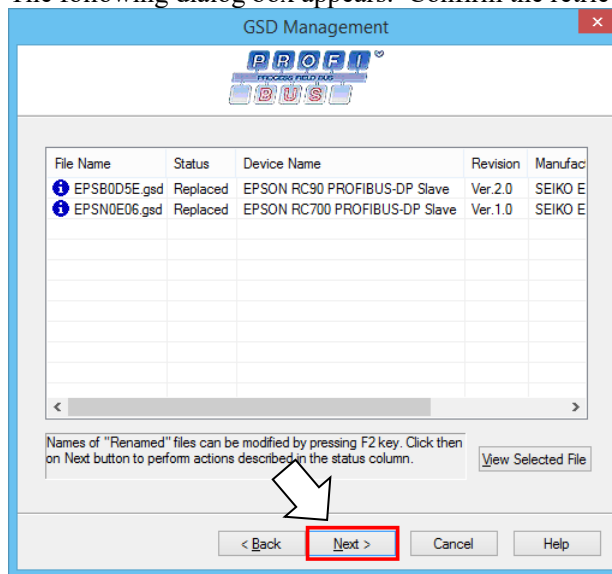 The following dialog box appears. Confirm the retrie
GSD Management
PROFI
PROCESS FIELD BUS
BUS
File Name Status Device Name Revision Manufac
EPSB0D5E.gsd Replaced EPSON RC90 PROFIBUS-DP Slave Ver.2.0 SEIKO E
EPSN0E06.gsd Replaced EPSON RC700 PROFIBUS-DP Slave Ver.1.0 SEIKO E
Names of "Renamed" files can be modified by pressing F2 key. Click then
on Next button to perform actions described in the status column.
View Selected File
< Back Next > Cancel Help